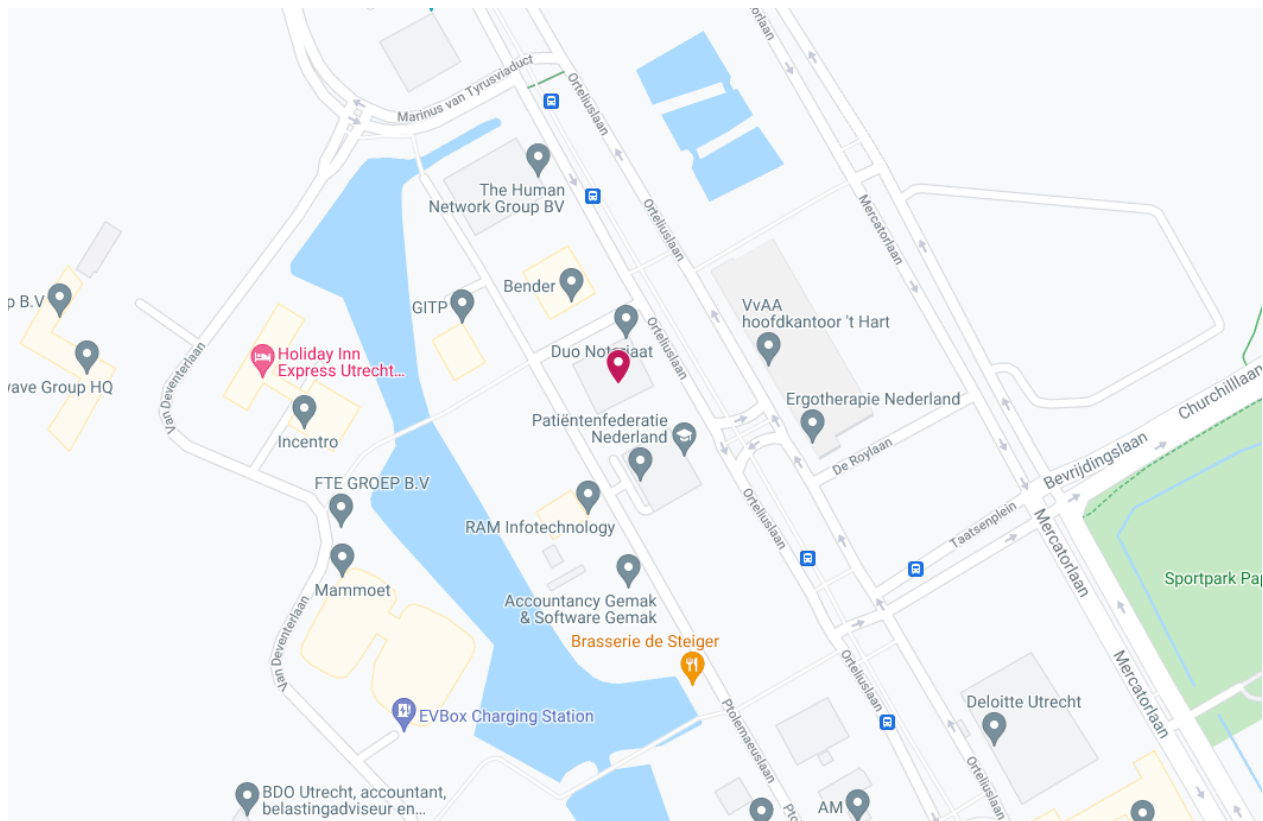 Marinus van Tyrusviaduct
Orteliuslaan
The Human
Network Group BV
Orteliuslaan
Mercatorlaan
Bender
GITP
p B.V
VvAA
hoofdkantoor 't Hart
Orteliuslaan
Duo Notariaat
Holiday Inn
Express Utrecht...
Van Deventerlaan
wave Group HQ
Incentro
Ergotherapie Nederland
Churchilllaan
Patiëntenfederatie
Nederland
De Roylaan
Bevrijdingslaan
FTE GROEP B.V
RAM Infotechnology
Orteliuslaan
Taatsenplein
Mercatorlaan
Mammoet
Sportpark Pap
Accountancy Gemak
& Software Gemak
Brasserie de Steiger
Van Deventerlaan
Orteliuslaan
Mercatorlaan
EVBox Charging Station
Ptolemaeuslaan
Deloitte Utrecht
Orteliuslaan
BDO Utrecht, accountant,
belastingadviseur en...
AM
Pto